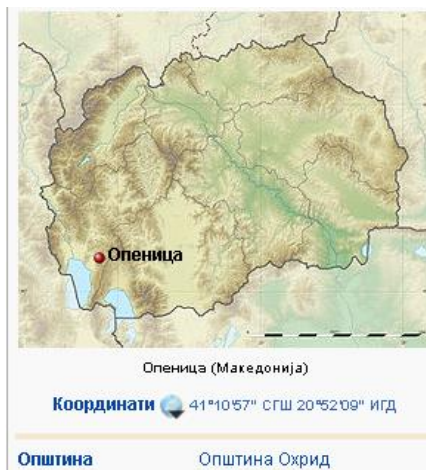 Опеница
Опеница (Македонија)
Координати 41°10′57″ СГШ 20°52′09″ ИГД
Општина Општина Охрид